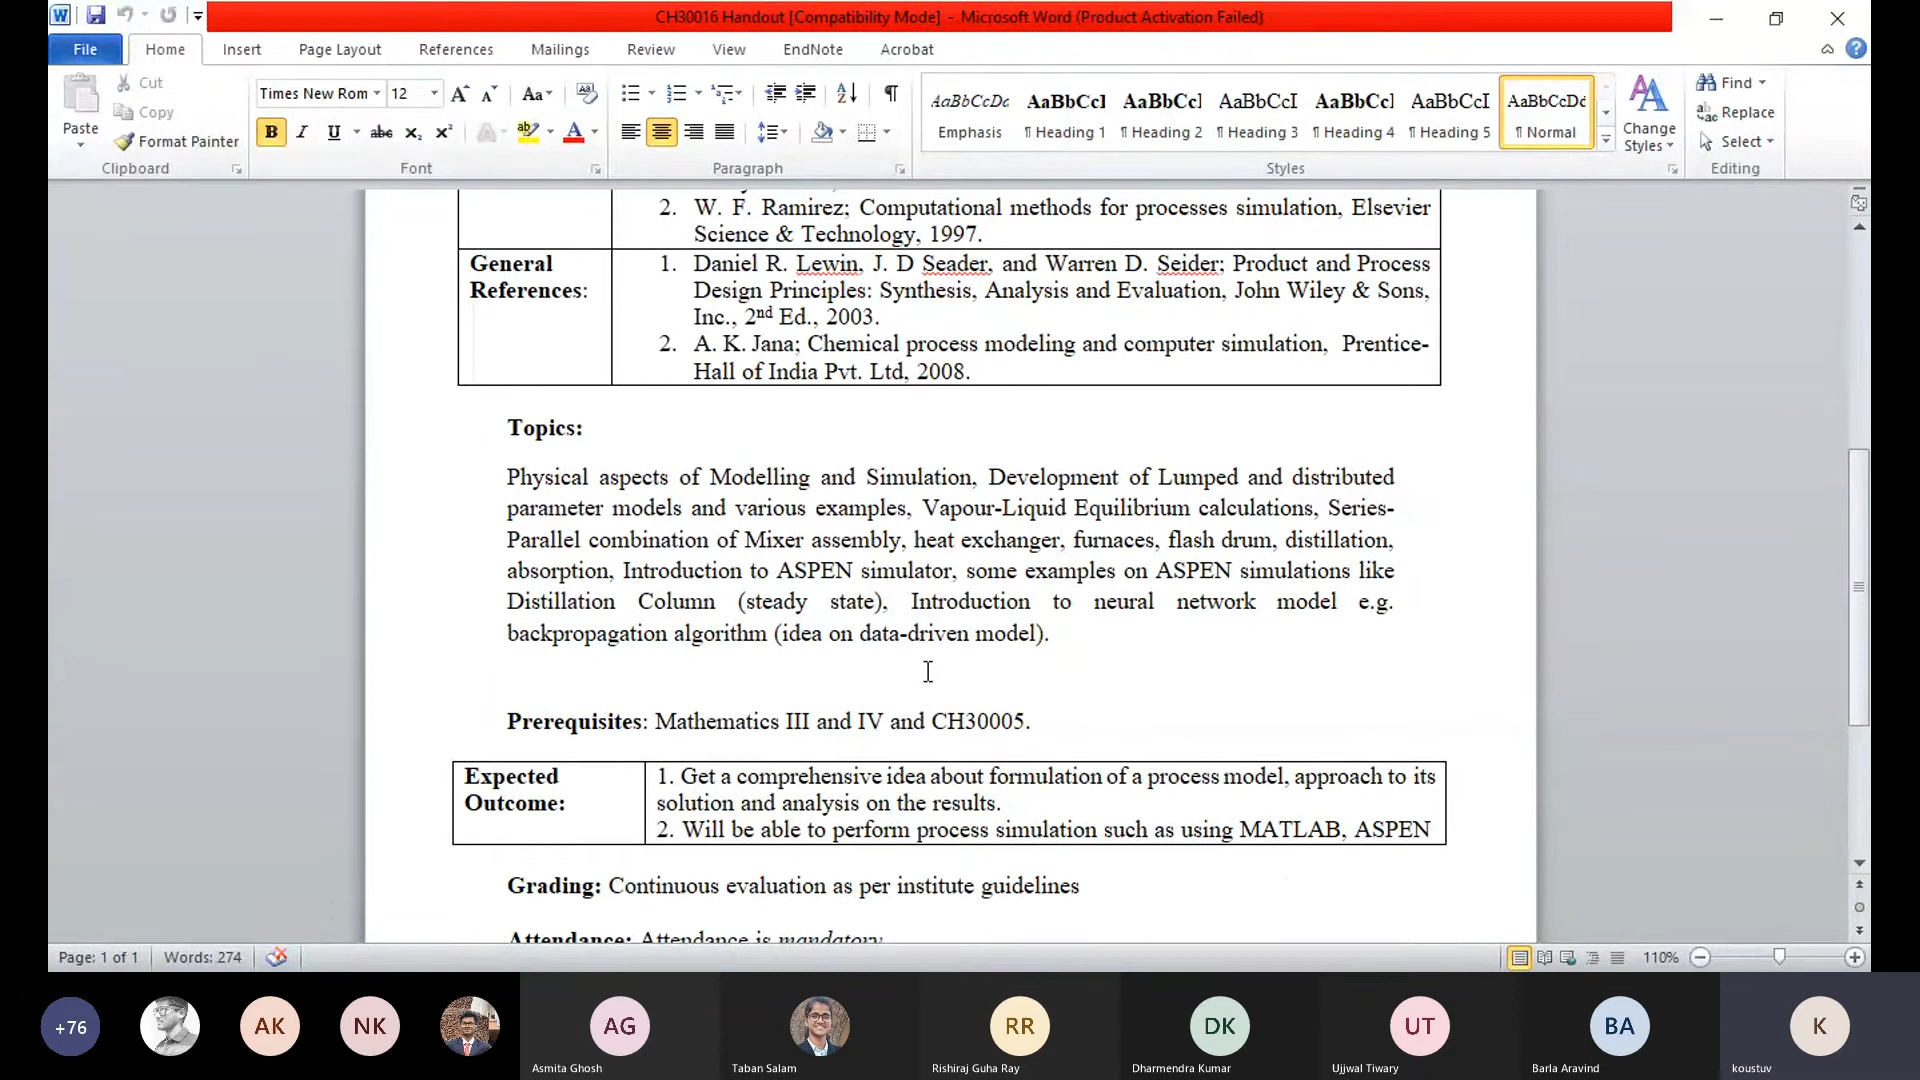 CH30016 Handout [Compatibility Mode] - Microsoft Word (Product Activation Failed)
File Home Insert Page Layout References Mailings Review View EndNote Acrobat
Paste
Cut
Copy
Format Painter
Clipboard
Times New Rom 12
Font
Paragraph
AaBbCcDc AaBbCcI AaBbCcI AaBbCcI AaBbCcI AaBbCcI AaBbCcDd
Emphasis ¶ Heading 1 ¶ Heading 2 ¶ Heading 3 ¶ Heading 4 ¶ Heading 5 ¶ Normal
Change
Styles
Styles
Find
Replace
Select
Editing
2. W. F. Ramirez; Computational methods for processes simulation, Elsevier
Science & Technology, 1997.
General
References:
1. Daniel R. Lewin, J. D Seader, and Warren D. Seider; Product and Process
Design Principles: Synthesis, Analysis and Evaluation, John Wiley & Sons,
Inc., 2nd Ed., 2003.
2. A. K. Jana; Chemical process modeling and computer simulation, Prentice-
Hall of India Pvt. Ltd, 2008.
Topics:
Physical aspects of Modelling and Simulation, Development of Lumped and distributed
parameter models and various examples, Vapour-Liquid Equilibrium calculations, Series-
Parallel combination of Mixer assembly, heat exchanger, furnaces, flash drum, distillation,
absorption, Introduction to ASPEN simulator, some examples on ASPEN simulations like
Distillation Column (steady state), Introduction to neural network model e.g.
backpropagation algorithm (idea on data-driven model).
Prerequisites: Mathematics III and IV and CH30005.
Expected
Outcome:
1. Get a comprehensive idea about formulation of a process model, approach to its
solution and analysis on the results.
2. Will be able to perform process simulation such as using MATLAB, ASPEN
Grading: Continuous evaluation as per institute guidelines
Attendance: Attendance is mandatory
Page: 1 of 1 Words: 274 110%
+76 AK NK AG RR DK UT BA K
Asmita Ghosh Taban Salam Rishiraj Guha Ray Dharmendra Kumar Ujjwal Tiwary Barla Aravind koustuv